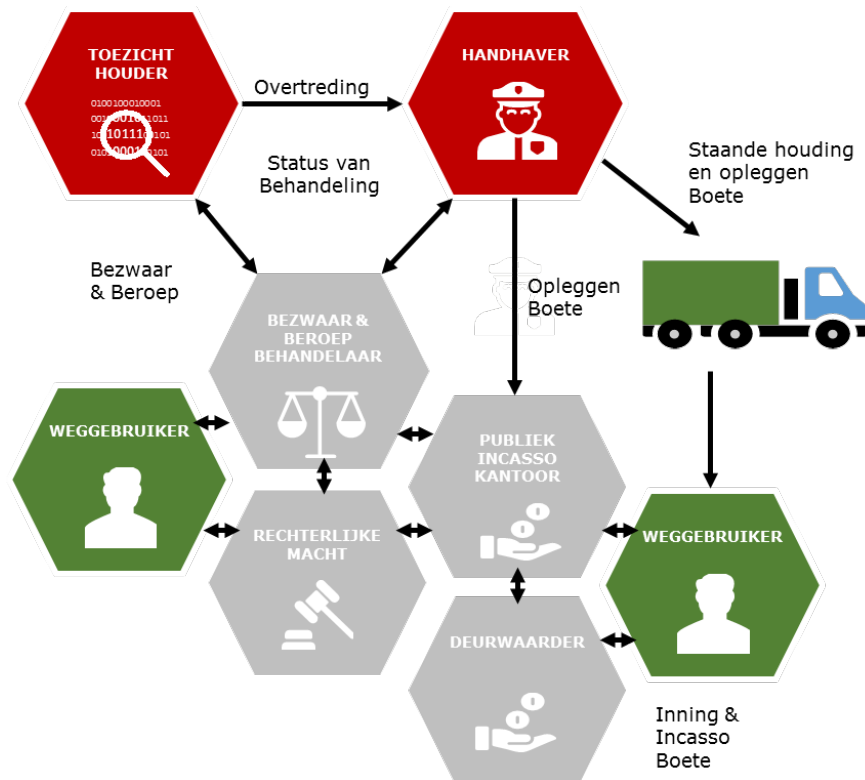 TOEZICHT
HOUDER
0100100010001
HANDHAVER
Overtreding
Status van
Behandeling
Staande houding
en opleggen
Boete
Bezwaar
& Beroep
Opleggen
Boete
BEZWAAR &
BEROEP
BEHANDELAAR
WEGGEBRUIKER
PUBLIEK
INCASSO
KANTOOR
RECHTERLIJKE
MACHT
WEGGEBRUIKER
DEURWAARDER
Inning &
Incasso
Boete